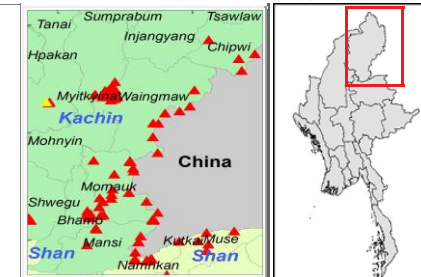 Sumprabum Tsawlaw
Tanai
Injangyang
Chipwi
Hpakan
Myitkyina Waingmaw
Kachin
Mohnyin
China
Momauk
Shwegu
Bhamo
Mansi
Kutkai Muse
Shan
Shan
Namhkan